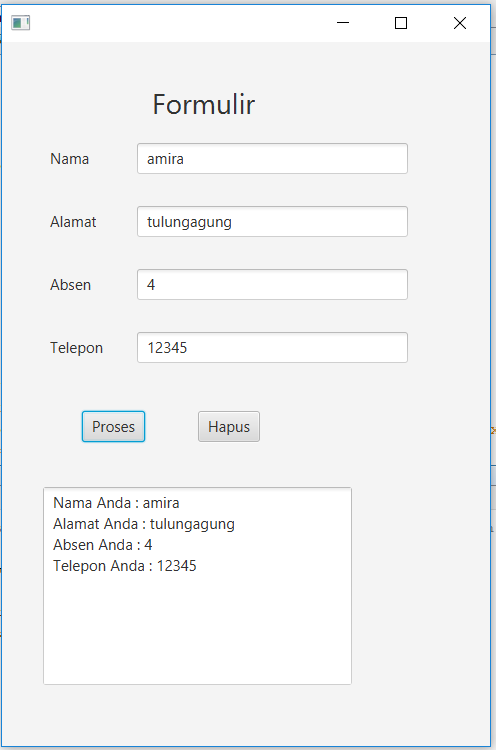 Formulir
Nama amira
Alamat tulungagung
Absen 4
Telepon 12345
Proses Hapus
Nama Anda : amira
Alamat Anda : tulungagung
Absen Anda : 4
Telepon Anda : 12345